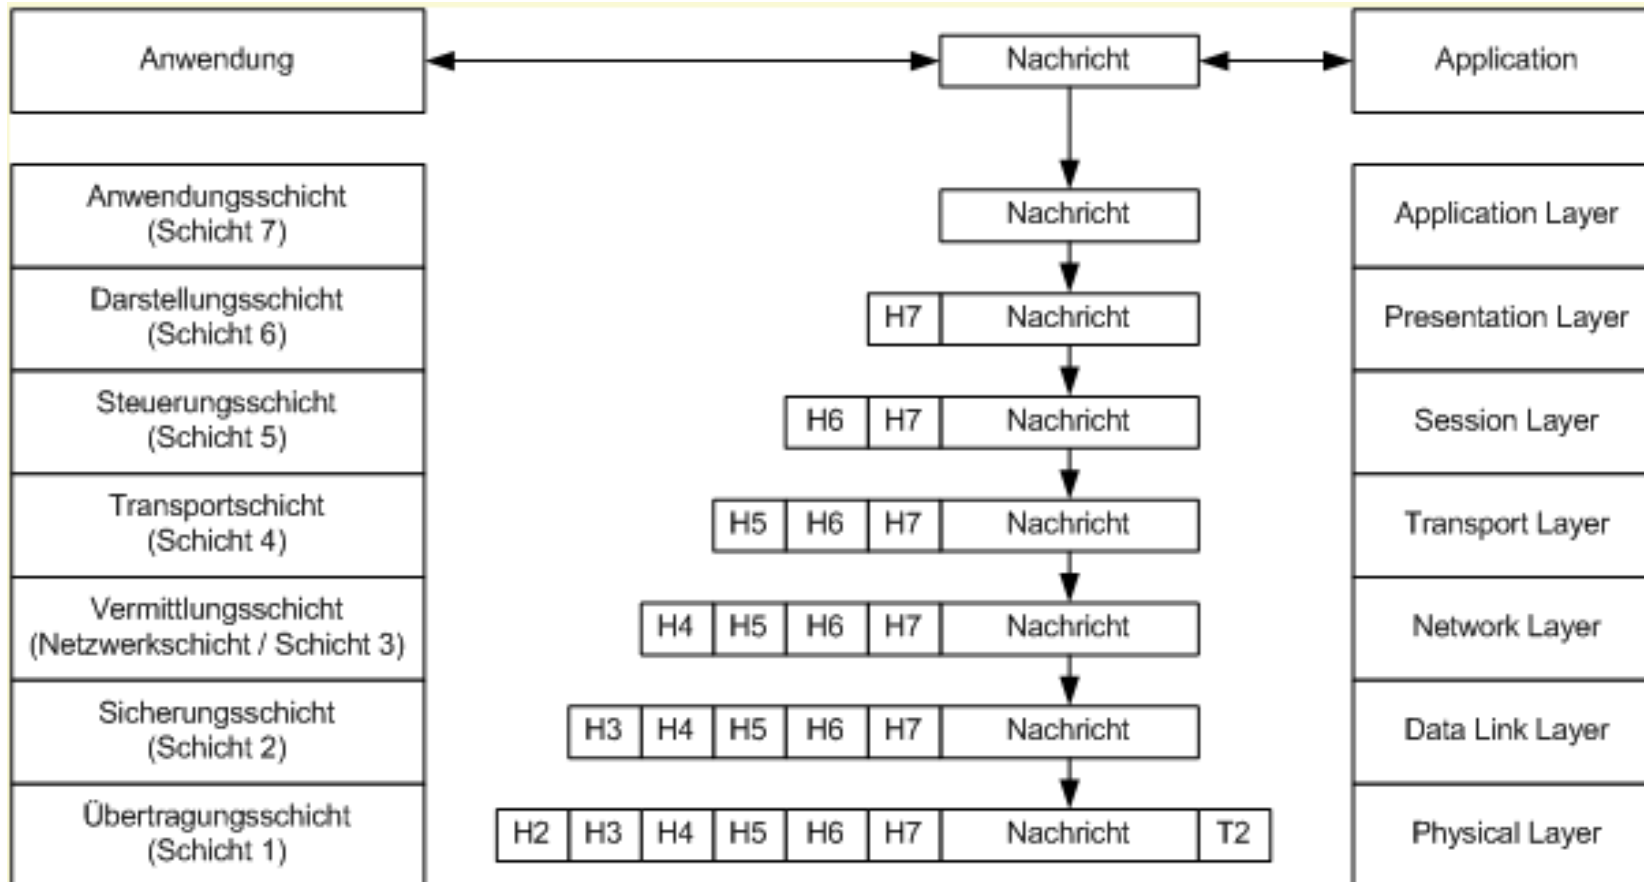 Anwendung
Nachricht
Application
Anwendungsschicht
(Schicht 7)
Nachricht
Application Layer
Darstellungsschicht
(Schicht 6)
H7 Nachricht
Presentation Layer
Steuerungsschicht
(Schicht 5)
H6 H7 Nachricht
Session Layer
Transportschicht
(Schicht 4)
H5 H6 H7 Nachricht
Transport Layer
Vermittlungsschicht
(Netzwerkschicht / Schicht 3)
H4 H5 H6 H7 Nachricht
Network Layer
Sicherungsschicht
(Schicht 2)
H3 H4 H5 H6 H7 Nachricht
Data Link Layer
Übertragungsschicht
(Schicht 1)
H2 H3 H4 H5 H6 H7 Nachricht T2
Physical Layer